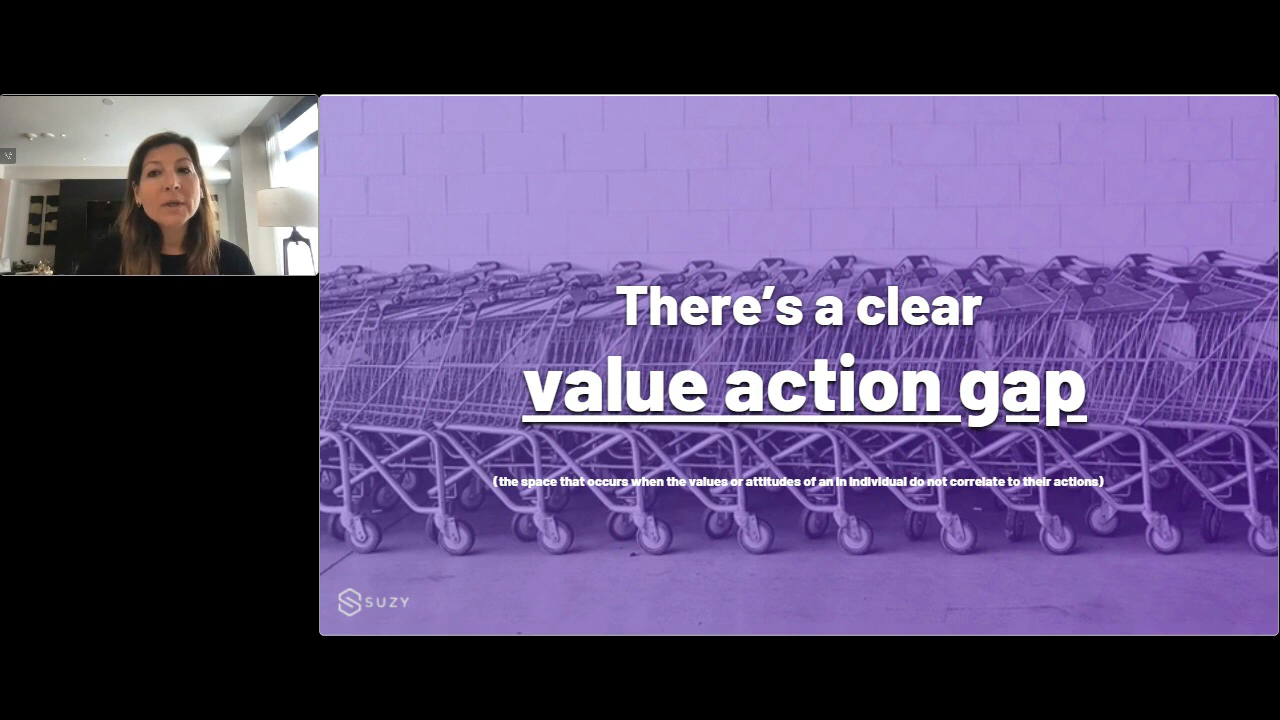 There’s a clear
value action gap
(the space that occurs when the values or attitudes of an in individual do not correlate to their actions)
SUZY